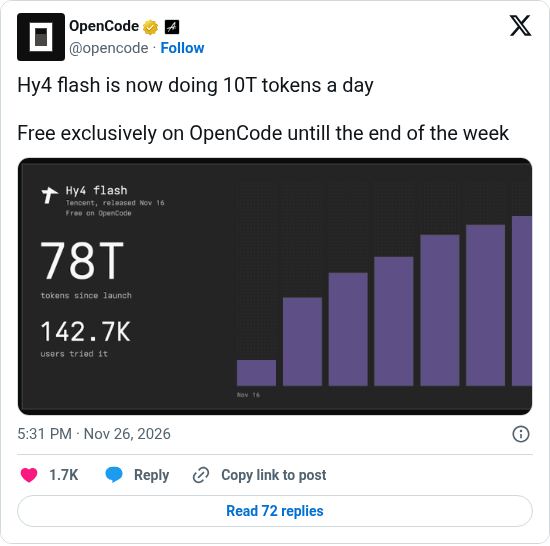 OpenCode
@opencode · Follow
Hy4 flash is now doing 10T tokens a day
Free exclusively on OpenCode untill the end of the week
Hy4 flash
Tencent, released Nov 16
Free on OpenCode
78T
tokens since launch
142.7K
users tried it
Nov 16
5:31 PM · Nov 26, 2026
1.7K
Reply
Copy link to post
Read 72 replies